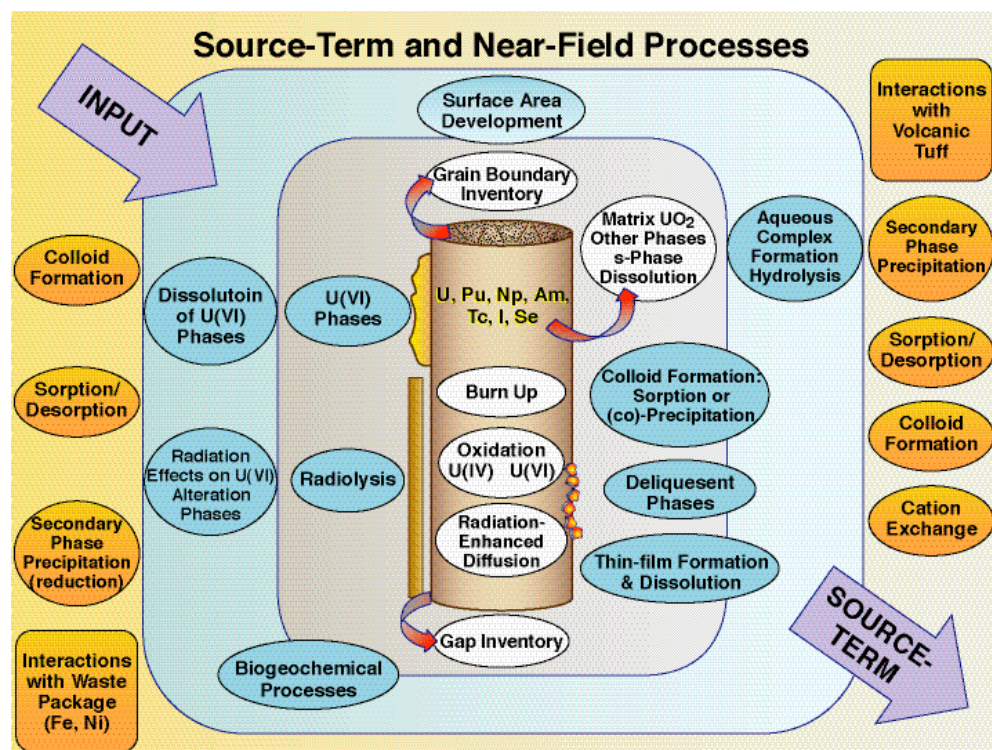 Source-Term and Near-Field Processes
INPUT
Surface Area
Development
Interactions
with
Volcanic
Tuff
Grain Boundary
Inventory
Matrix UO2
Other Phases
s-Phase
Dissolution
Aqueous
Complex
Formation
Hydrolysis
Secondary
Phase
Precipitation
Colloid
Formation
Dissolutoin
of U(VI)
Phases
U(VI)
Phases
U, Pu, Np, Am,
Tc, I, Se
Sorption/
Desorption
Sorption/
Desorption
Burn Up
Colloid Formation:
Sorption or
(co)-Precipitation
Colloid
Formation
Radiation
Effects on U(VI)
Alteration
Phases
Radiolysis
Oxidation
U(IV) U(VI)
Deliquesent
Phases
Cation
Exchange
Secondary
Phase
Precipitation
(reduction)
Radiation-
Enhanced
Diffusion
Thin-film Formation
& Dissolution
Gap Inventory
SOURCE-
TERM
Interactions
with Waste
Package
(Fe, Ni)
Biogeochemical
Processes